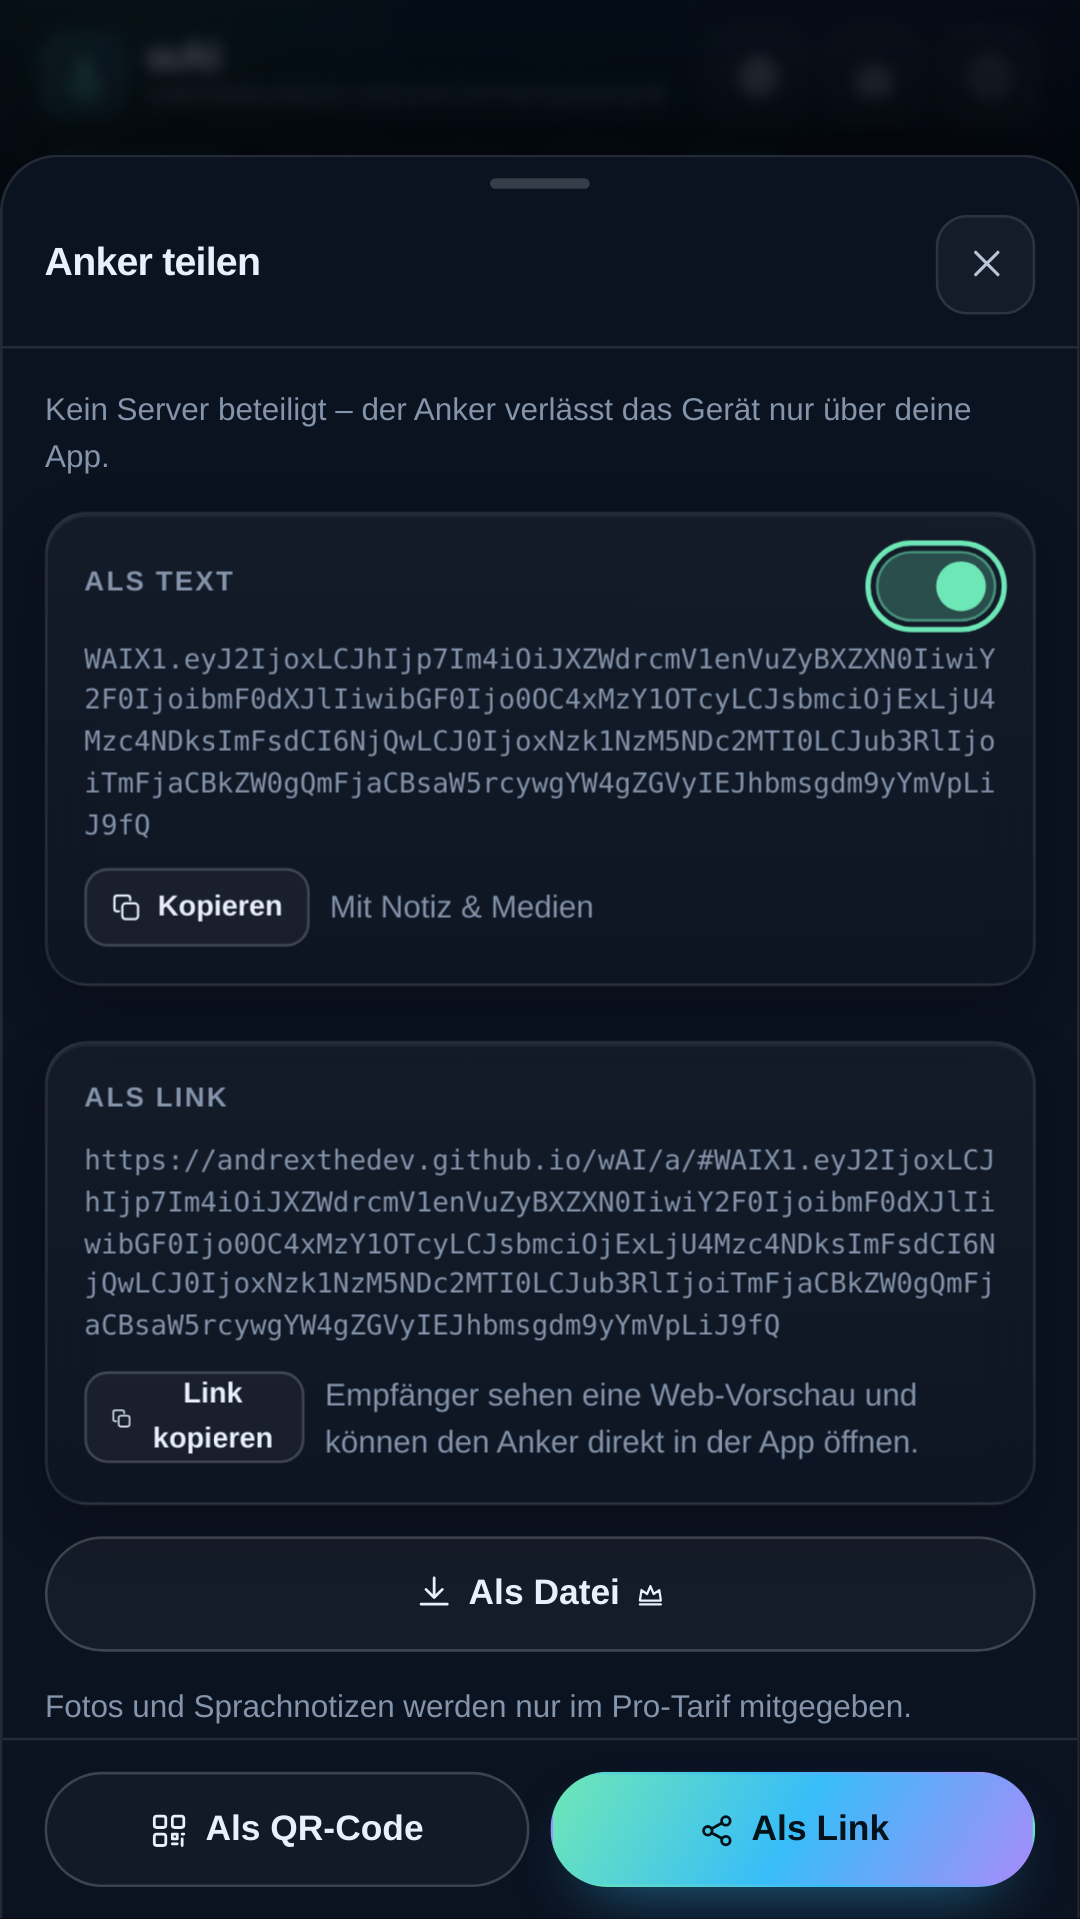 Anker teilen
Kein Server beteiligt – der Anker verlässt das Gerät nur über deine
App.
ALS TEXT
WAIX1.eyJ2IjoxLCJhIjp7Im4iOiJXZWdrcmV1enVuZyBXZXN0IiwiY
2F0IjoibmF0dXJlIiwibGF0Ijo0OC4xMzY1OTcyLCJsbmciOjExLjU4
Mzc4NDksImFsdCI6NjQwLCJ0IjoxNzk1NzM5NDc2MTI0LCJub3RlIjo
iTmFjaCBkZW0gQmFjaCBsaW5rcywgYW4gZGVyIEJhbmsgdm9yYmVpLi
J9fQ
Kopieren
Mit Notiz & Medien
ALS LINK
https://andrexthedev.github.io/wAI/a/#WAIX1.eyJ2IjoxLCJ
hIjp7Im4iOiJXZWdrcmV1enVuZyBXZXN0IiwiY2F0IjoibmF0dXJlIi
wibGF0Ijo0OC4xMzY1OTcyLCJsbmciOjExLjU4Mzc4NDksImFsdCI6N
jQwLCJ0IjoxNzk1NzM5NDc2MTI0LCJub3RlIjoiTmFjaCBkZW0gQmFj
aCBsaW5rcywgYW4gZGVyIEJhbmsgdm9yYmVpLiJ9fQ
Link
kopieren
Empfänger sehen eine Web-Vorschau und
können den Anker direkt in der App öffnen.
Als Datei
Fotos und Sprachnotizen werden nur im Pro-Tarif mitgegeben.
Als QR-Code
Als Link